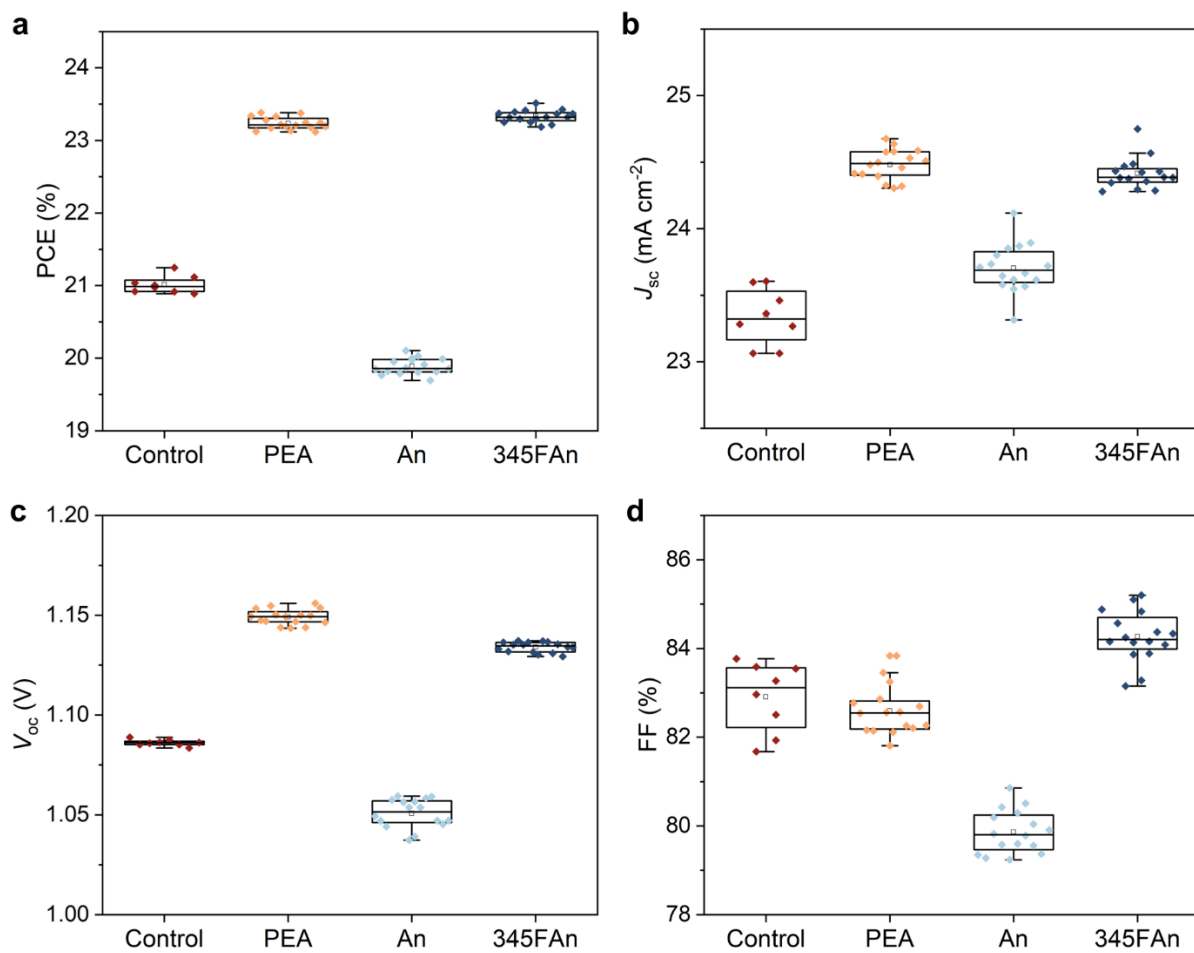 a
24
23
22
21
20
19
PCE (%)
Control PEA An 345FAn
b
25
24
23
Jsc (mA cm-2)
Control PEA An 345FAn
c
1.20
1.15
1.10
1.05
1.00
Voc (V)
Control PEA An 345FAn
d
86
84
82
80
78
FF (%)
Control PEA An 345FAn